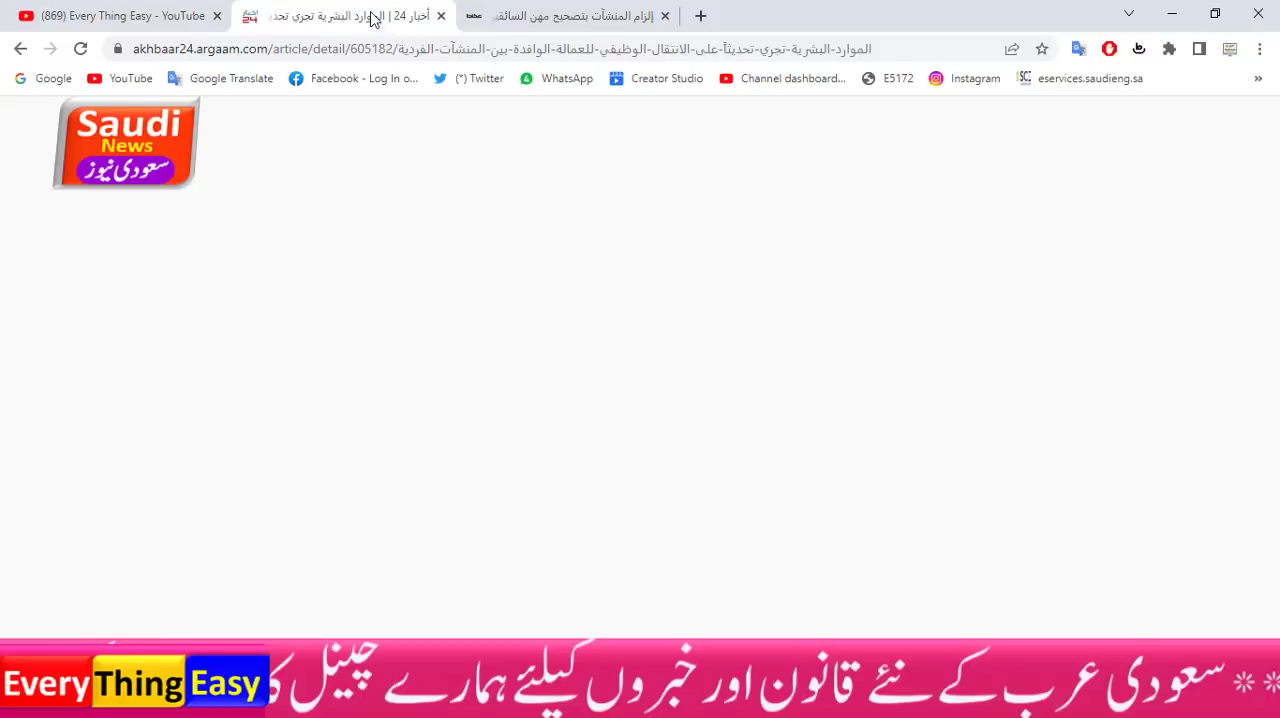 (869) Every Thing Easy - YouTube
أخبار 24 | الموارد البشرية تجري تحدي
إلزام المنشآت بتصحيح مهن السائقي
akhbaar24.argaam.com/article/detail/605182/الموارد-البشرية-تجري-تحديثاً-على-الانتقال-الوظيفي-للعمالة-الوافدة-بين-المنشآت-الفردية
Google
YouTube
Google Translate
Facebook - Log In o...
(*) Twitter
WhatsApp
Creator Studio
Channel dashboard...
E5172
Instagram
eservices.saudieng.sa
»
Saudi
News
سعودی نیوز
** سعودی عرب کے نئے قانون اور خبروں کیلئے ہمارے چینل کا
Every Thing Easy